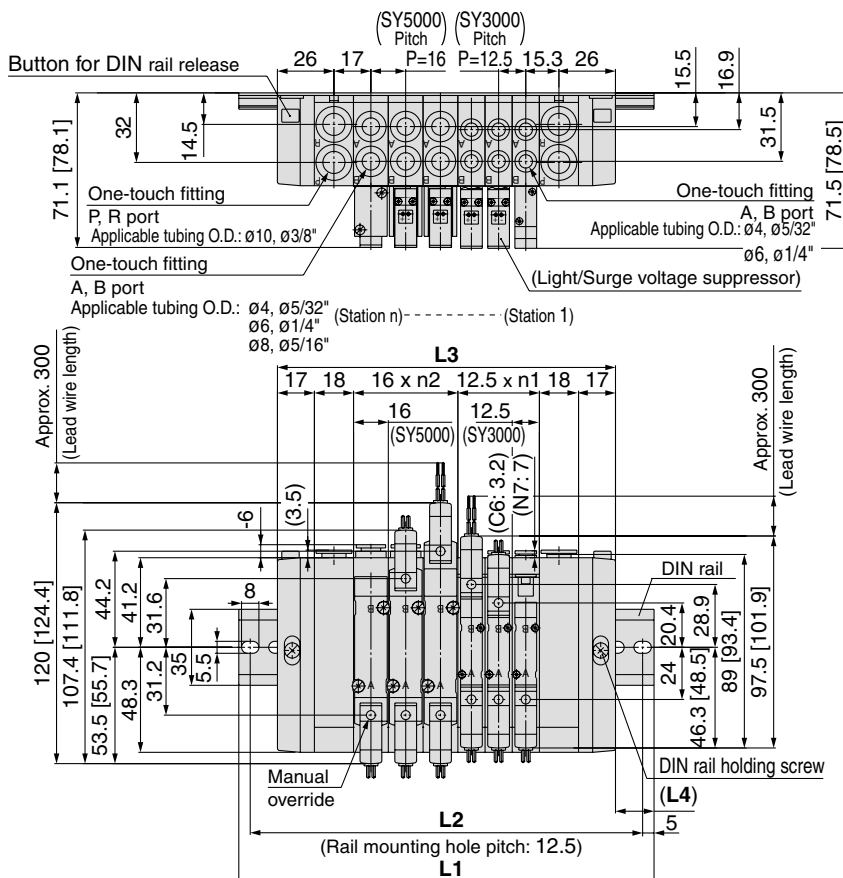 (SY5000) (SY3000)
Pitch Pitch
26 17 P=16 P=12.5 15.3 26
15.5
16.9
Button for DIN rail release
32
14.5
71.1 [78.1]
31.5
71.5 [78.5]
R A A A A A A R
P B B B B B B P
One-touch fitting
P, R port
Applicable tubing O.D.: ø10, ø3/8"
One-touch fitting
A, B port
Applicable tubing O.D.: ø4, ø5/32"
ø6, ø1/4"
One-touch fitting
A, B port
Applicable tubing O.D.: ø4, ø5/32"
ø6, ø1/4"
ø8, ø5/16"
(Light/Surge voltage suppressor)
(Station n) (Station 1)
L3
17 18 16 x n2 12.5 x n1 18 17
16 12.5
(SY5000) (SY3000)
Approx. 300
(Lead wire length)
Approx. 300
(Lead wire length)
(C6: 3.2)
(N7: 7)
-6
(3.5)
120 [124.4]
107.4 [111.8]
53.5 [55.7]
44.2
41.2
48.3
31.6
31.2
8
35
5.5
B B B B B B
A A A A A A
DIN rail
20.4
28.9
24
46.3 [48.5]
89 [93.4]
97.5 [101.9]
Manual
override
DIN rail holding screw
(L4)
L2
5
(Rail mounting hole pitch: 12.5)
L1